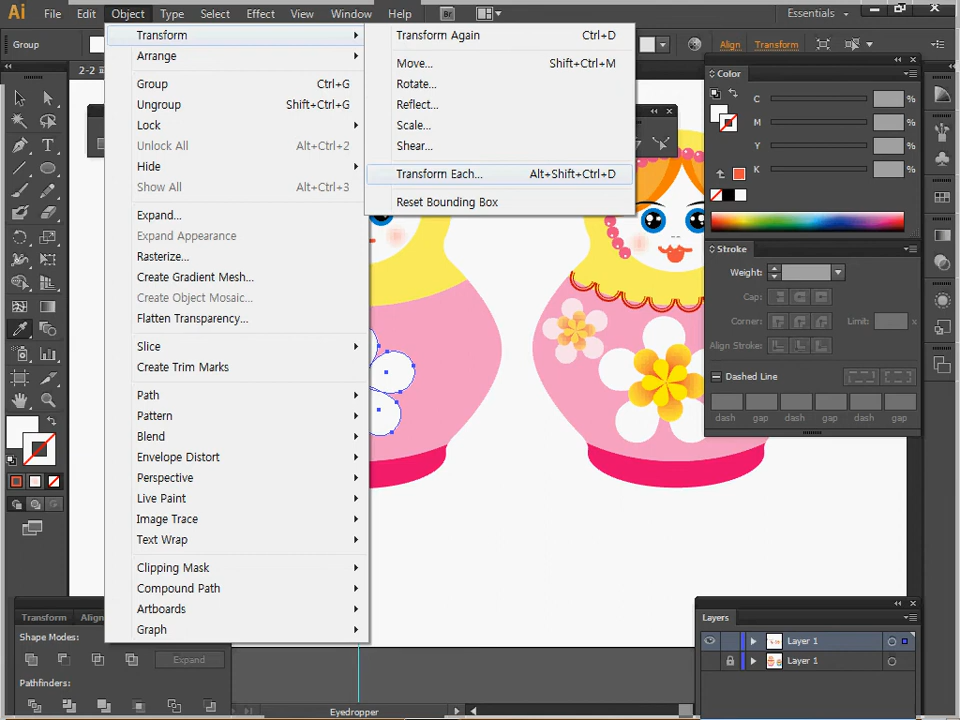 Ai File Edit Object Type Select Effect View Window Help Br Essentials
Group Align Transform
2-2
Transform
Arrange
Group Ctrl+G
Ungroup Shift+Ctrl+G
Lock
Unlock All Alt+Ctrl+2
Hide
Show All Alt+Ctrl+3
Expand...
Expand Appearance
Rasterize...
Create Gradient Mesh...
Create Object Mosaic...
Flatten Transparency...
Slice
Create Trim Marks
Path
Pattern
Blend
Envelope Distort
Perspective
Live Paint
Image Trace
Text Wrap
Clipping Mask
Compound Path
Artboards
Graph
Transform Again Ctrl+D
Move... Shift+Ctrl+M
Rotate...
Reflect...
Scale...
Shear...
Transform Each... Alt+Shift+Ctrl+D
Reset Bounding Box
Color
C %
M %
Y %
K %
Stroke
Weight:
Cap:
Corner: Limit: x
Align Stroke:
Dashed Line
dash gap dash gap dash gap
Transform Align
Shape Modes:
Expand
Pathfinders:
Layers
Layer 1
Layer 1
Eyedropper